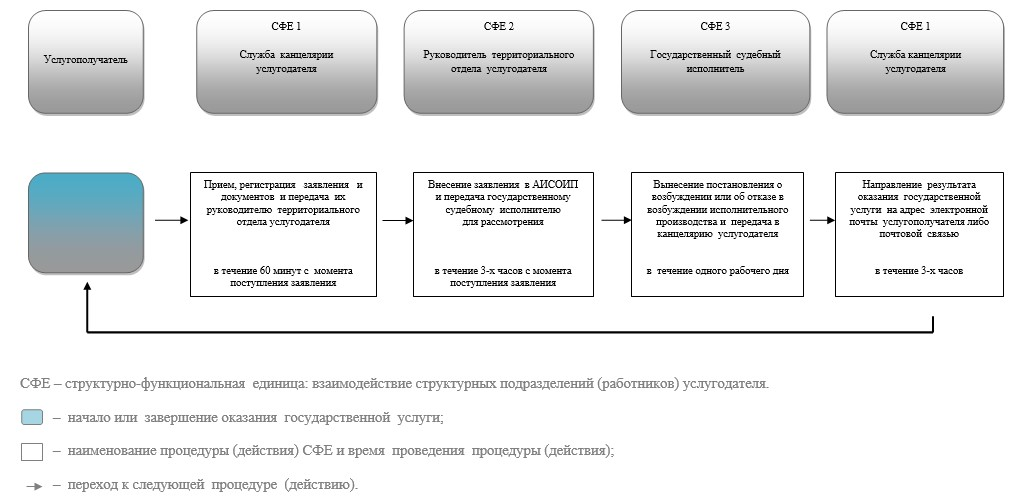 Услугополучатель
СФЕ 1
Служба канцелярии
услугодателя
СФЕ 2
Руководитель территориального
отдела услугодателя
СФЕ 3
Государственный судебный
исполнитель
СФЕ 1
Служба канцелярии
услугодателя
Прием, регистрация заявления и
документов и передача их
руководителю территориального
отдела услугодателя
в течение 60 минут с момента
поступления заявления
Внесение заявления в АИСОИП
и передача государственному
судебному исполнителю
для рассмотрения
в течение 3-х часов с момента
поступления заявления
Вынесение постановления о
возбуждении или об отказе в
возбуждении исполнительного
производства и передача в
канцелярию услугодателя
в течение одного рабочего дня
Направление результата
оказания государственной
услуги на адрес электронной
почты услугополучателя либо
почтовой связью
в течение 3-х часов
СФЕ – структурно-функциональная единица: взаимодействие структурных подразделений (работников) услугодателя.
– начало или завершение оказания государственной услуги;
– наименование процедуры (действия) СФЕ и время проведения процедуры (действия);
– переход к следующей процедуре (действию).